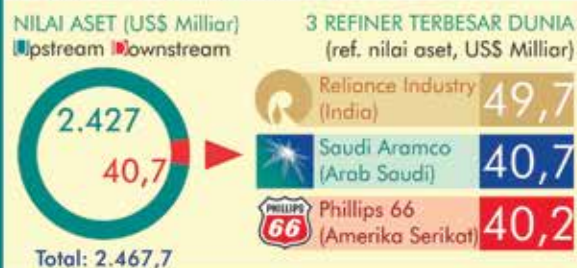 NILAI ASET (US$ Milliar)
Upstream Downstream
2.427
40,7
Total: 2.467,7
3 REFINER TERBESAR DUNIA
(ref. nilai aset, US$ Milliar)
Reliance Industry
(India)
49,7
Saudi Aramco
(Arab Saudi)
40,7
PHILLIPS
66
Phillips 66
(Amerika Serikat)
40,2